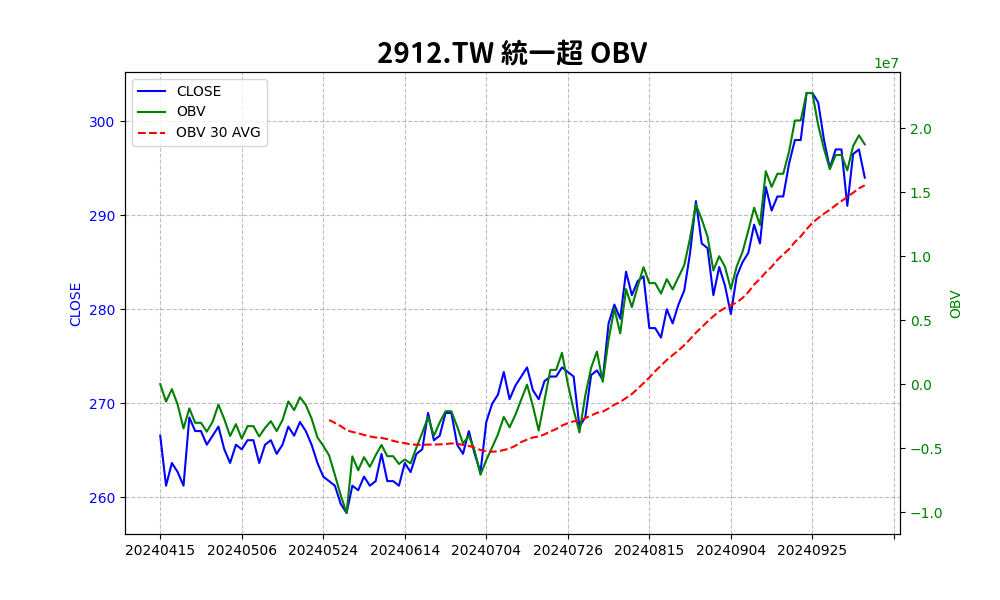 2912.TW 統一超 OBV
1e7
CLOSE
OBV
OBV 30 AVG
300
290
280
270
260
CLOSE
2.0
1.5
1.0
0.5
0.0
−0.5
−1.0
OBV
20240415 20240506 20240524 20240614 20240704 20240726 20240815 20240904 20240925